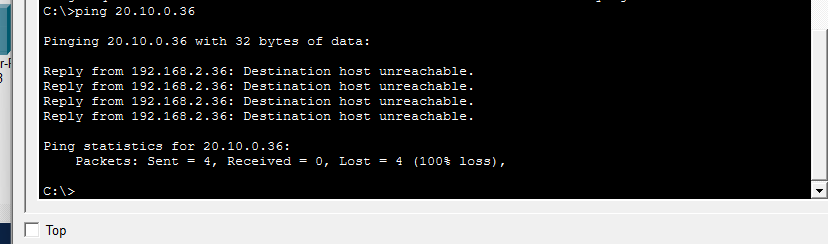 C:\>ping 20.10.0.36
Pinging 20.10.0.36 with 32 bytes of data:
Reply from 192.168.2.36: Destination host unreachable.
Reply from 192.168.2.36: Destination host unreachable.
Reply from 192.168.2.36: Destination host unreachable.
Reply from 192.168.2.36: Destination host unreachable.
Ping statistics for 20.10.0.36:
Packets: Sent = 4, Received = 0, Lost = 4 (100% loss),
C:\>
Top